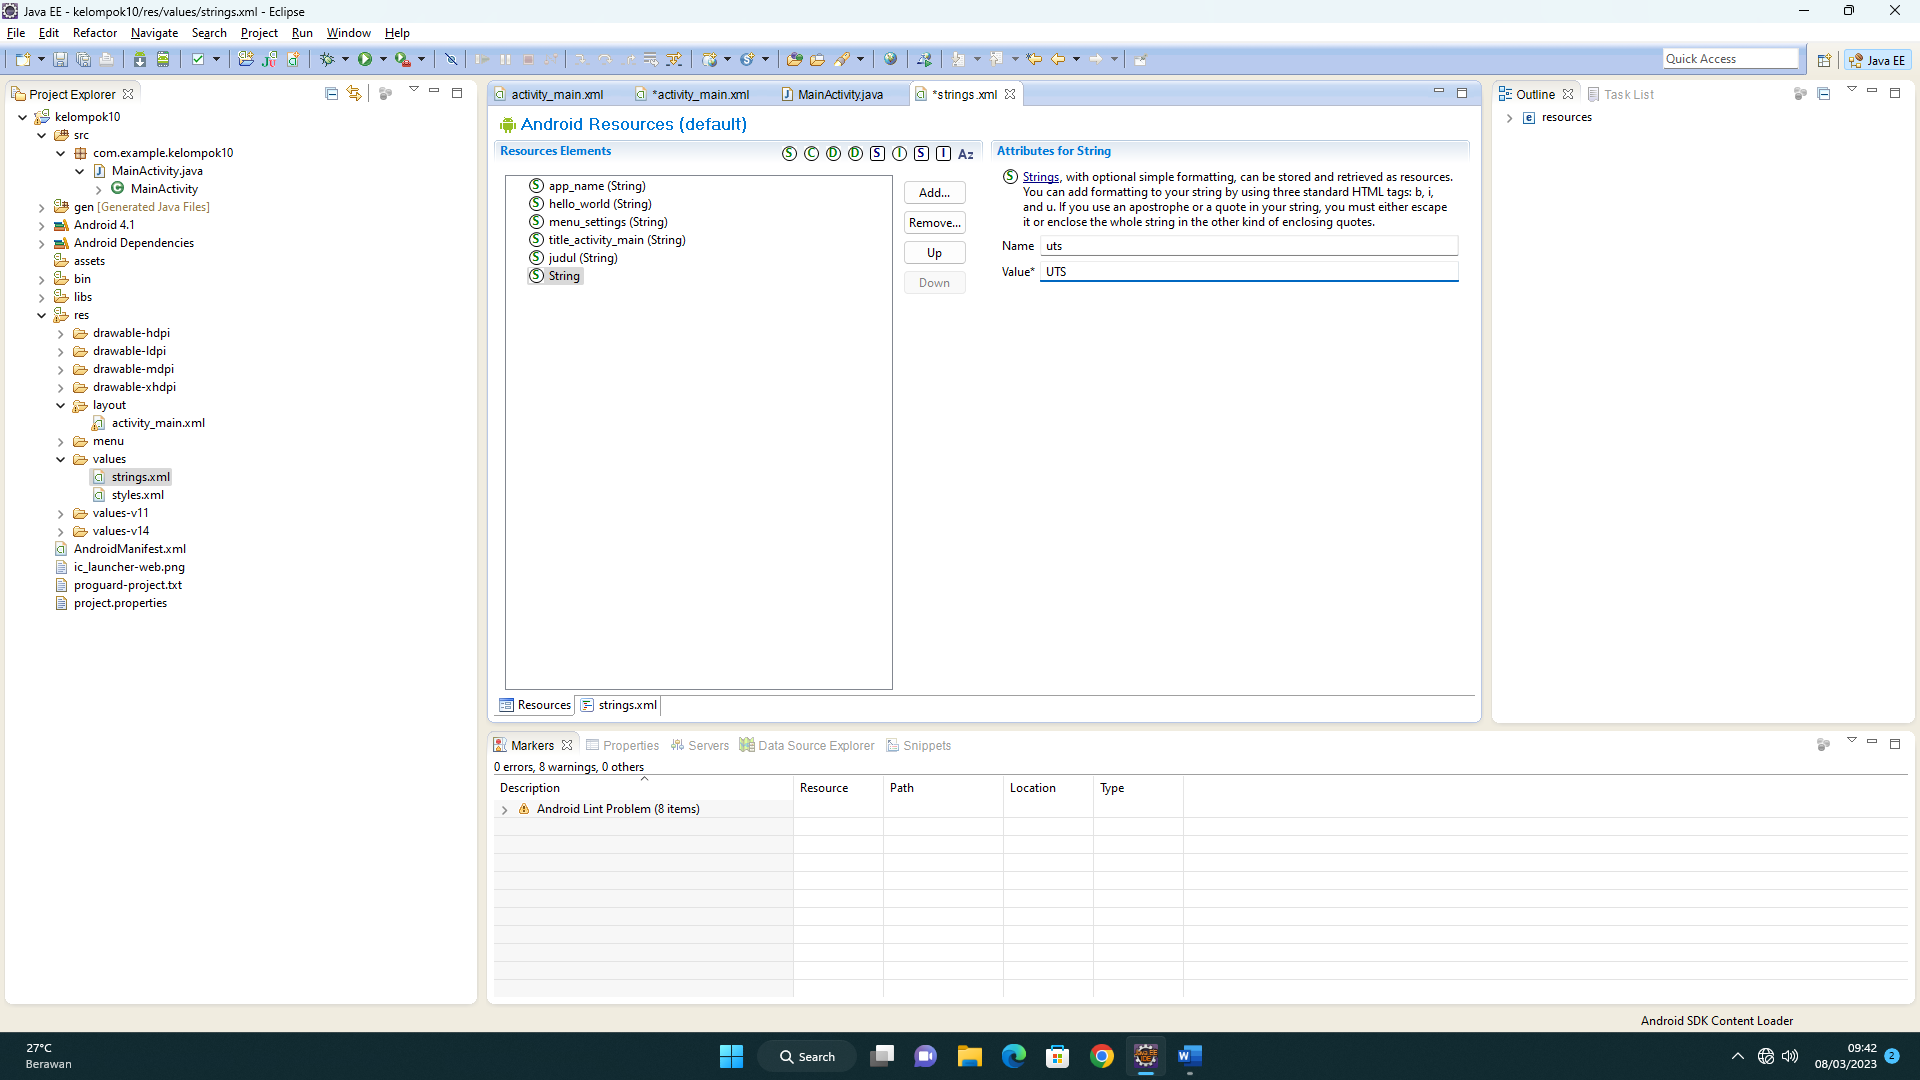 Java EE - kelompok10/res/values/strings.xml - Eclipse
File Edit Refactor Navigate Search Project Run Window Help
Quick Access
Java EE
Project Explorer
kelompok10
src
com.example.kelompok10
MainActivity.java
MainActivity
gen [Generated Java Files]
Android 4.1
Android Dependencies
assets
bin
libs
res
drawable-hdpi
drawable-ldpi
drawable-mdpi
drawable-xhdpi
layout
activity_main.xml
menu
values
strings.xml
styles.xml
values-v11
values-v14
AndroidManifest.xml
ic_launcher-web.png
proguard-project.txt
project.properties
activity_main.xml *activity_main.xml MainActivity.java *strings.xml
Android Resources (default)
Resources Elements
S C D D S I S I Az
app_name (String)
hello_world (String)
menu_settings (String)
title_activity_main (String)
judul (String)
String
Add...
Remove...
Up
Down
Attributes for String
Strings, with optional simple formatting, can be stored and retrieved as resources.
You can add formatting to your string by using three standard HTML tags: b, i,
and u. If you use an apostrophe or a quote in your string, you must either escape
it or enclose the whole string in the other kind of enclosing quotes.
Name uts
Value* UTS
Resources strings.xml
Outline Task List
resources
Markers Properties Servers Data Source Explorer Snippets
0 errors, 8 warnings, 0 others
Description Resource Path Location Type
Android Lint Problem (8 items)
Android SDK Content Loader
27°C
Berawan
Search
09:42
08/03/2023
2